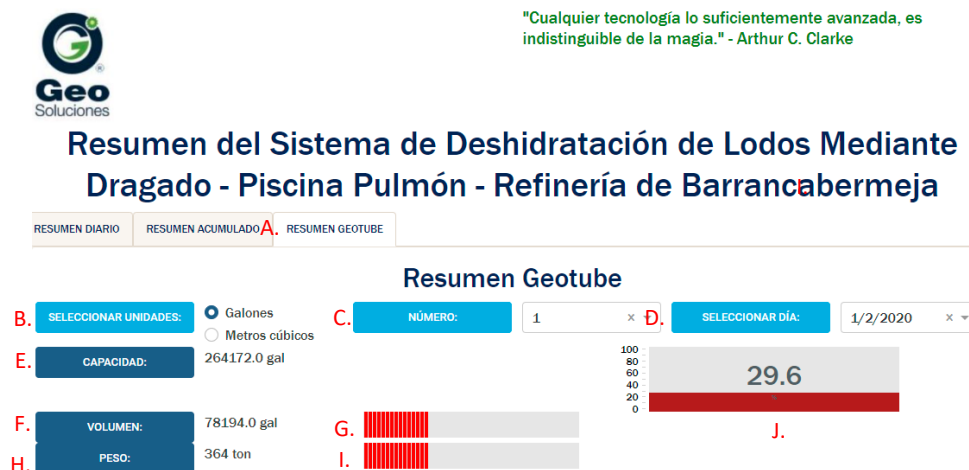 "Cualquier tecnología lo suficientemente avanzada, es
indistinguible de la magia." - Arthur C. Clarke
Geo
Soluciones
Resumen del Sistema de Deshidratación de Lodos Mediante
Dragado - Piscina Pulmón - Refinería de Barrancabermeja
RESUMEN DIARIO RESUMEN ACUMULADO A. RESUMEN GEOTUBE
Resumen Geotube
B. SELECCIONAR UNIDADES: Galones C. NÚMERO: 1 x D. SELECCIONAR DÍA: 1/2/2020 x
Metros cúbicos
E. CAPACIDAD: 264172.0 gal
100
80
60
40
20
0
29.6
%
J.
F. VOLUMEN: 78194.0 gal G.
H. PESO: 364 ton I.